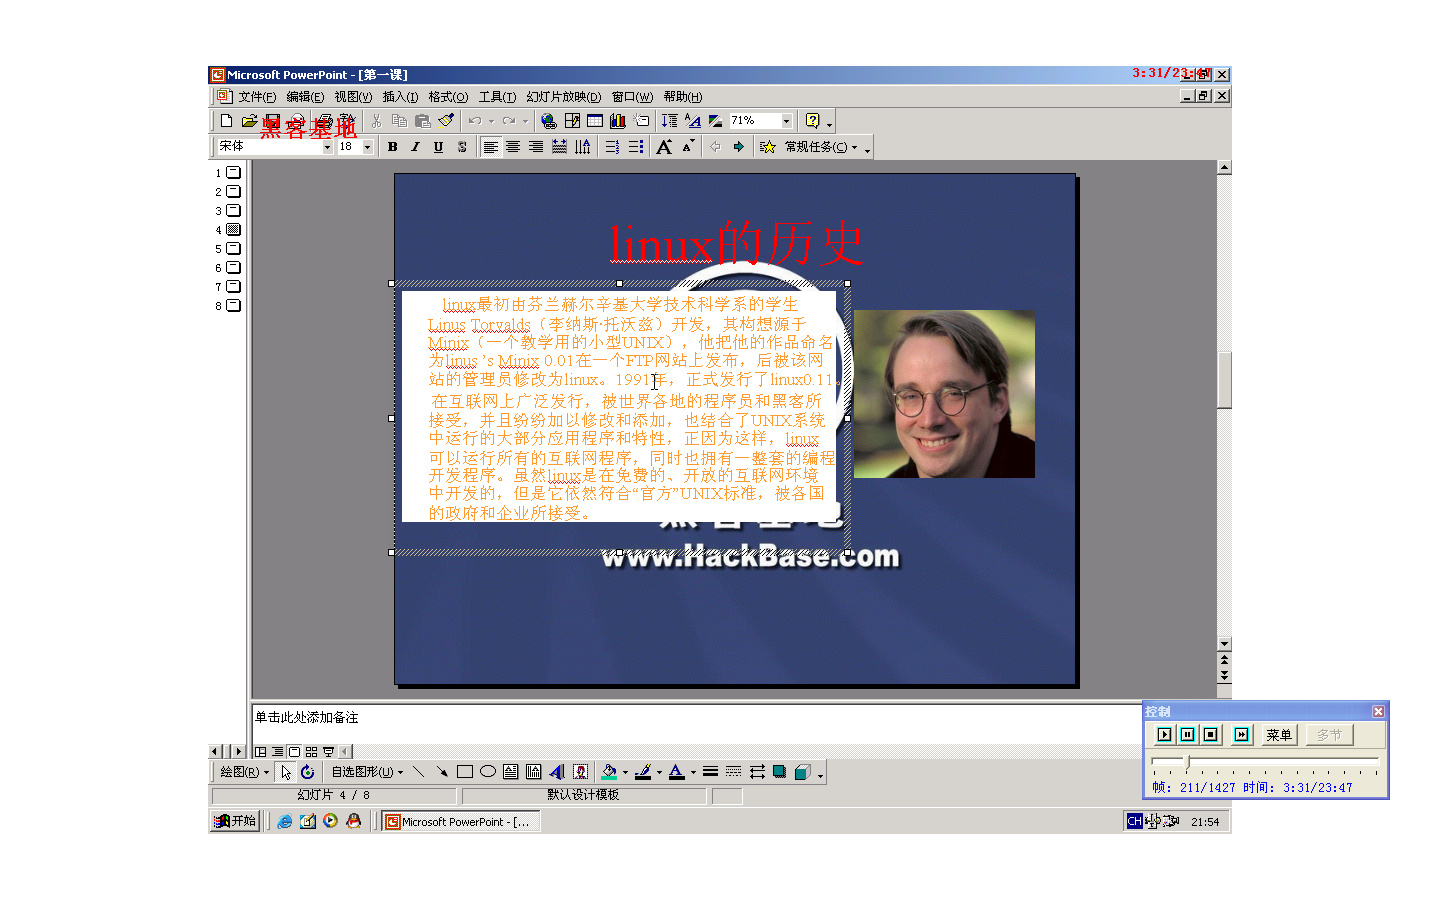 Microsoft PowerPoint - [第一课]
3:31/23:47
文件(F) 编辑(E) 视图(V) 插入(I) 格式(O) 工具(T) 幻灯片放映(D) 窗口(W) 帮助(H)
黑客基地
71%
宋体 18 B I U S A A 常规任务(C)
1
2
3
4
5
6
7
8
linux的历史
linux最初由芬兰赫尔辛基大学技术科学系的学生
Linus Torvalds（李纳斯·托沃兹）开发，其构想源于
Minix（一个教学用的小型UNIX），他把他的作品命名
为linus ’s Minix 0.01在一个FTP网站上发布，后被该网
站的管理员修改为linux。1991年，正式发行了linux0.11。
在互联网上广泛发行，被世界各地的程序员和黑客所
接受，并且纷纷加以修改和添加，也结合了UNIX系统
中运行的大部分应用程序和特性，正因为这样，linux
可以运行所有的互联网程序，同时也拥有一整套的编程
开发程序。虽然linux是在免费的、开放的互联网环境
中开发的，但是它依然符合“官方”UNIX标准，被各国
的政府和企业所接受。
黑客基地
www.HackBase.com
单击此处添加备注
控制
菜单 多节
帧: 211/1427 时间: 3:31/23:47
绘图(R) 自选图形(U)
幻灯片 4 / 8 默认设计模板
开始 Microsoft PowerPoint - [... CH 21:54